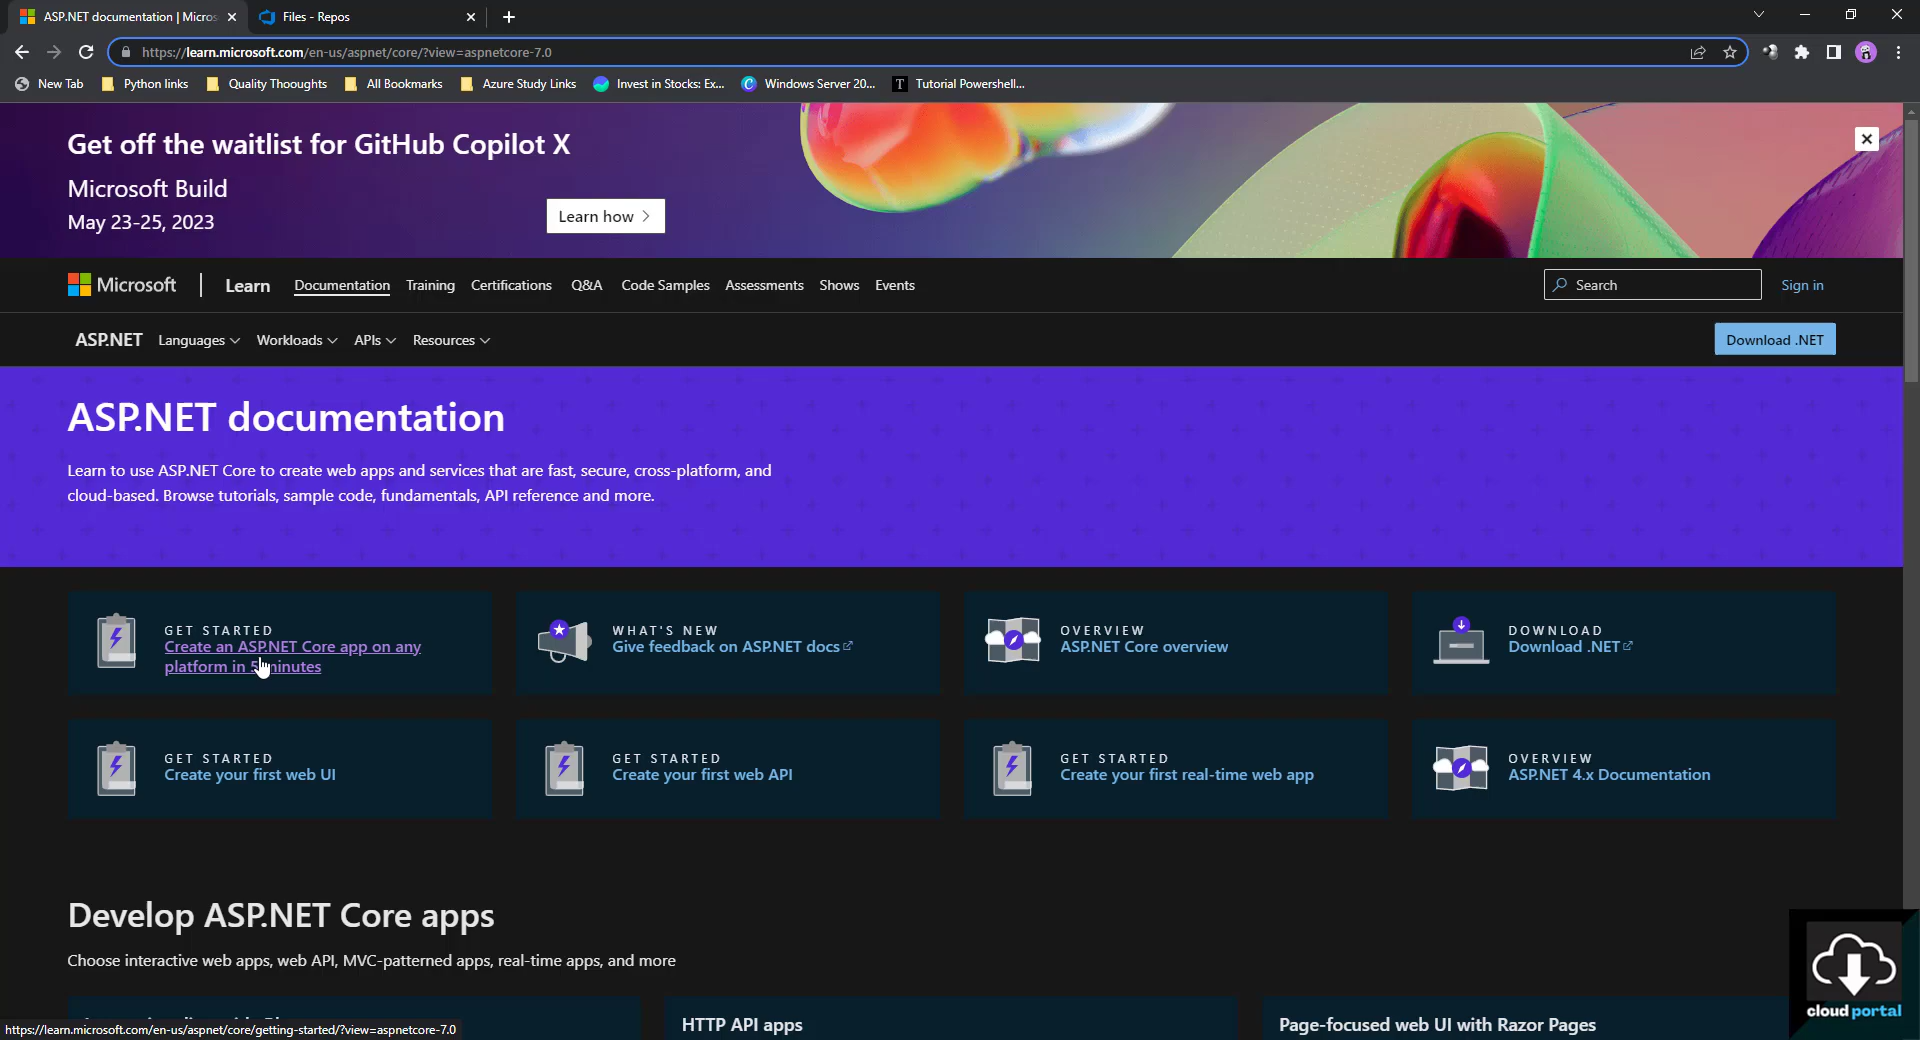 ASP.NET documentation | Micros
Files - Repos
https://learn.microsoft.com/en-us/aspnet/core/?view=aspnetcore-7.0
New Tab
Python links
Quality Thooughts
All Bookmarks
Azure Study Links
Invest in Stocks: Ex...
Windows Server 20...
T
Tutorial Powershell...
Get off the waitlist for GitHub Copilot X
Microsoft Build
May 23-25, 2023
Learn how
Microsoft
Learn
Documentation
Training
Certifications
Q&A
Code Samples
Assessments
Shows
Events
Search
Sign in
ASP.NET
Languages
Workloads
APIs
Resources
Download .NET
ASP.NET documentation
Learn to use ASP.NET Core to create web apps and services that are fast, secure, cross-platform, and
cloud-based. Browse tutorials, sample code, fundamentals, API reference and more.
GET STARTED
Create an ASP.NET Core app on any
platform in 5 minutes
WHAT'S NEW
Give feedback on ASP.NET docs
OVERVIEW
ASP.NET Core overview
DOWNLOAD
Download .NET
GET STARTED
Create your first web UI
GET STARTED
Create your first web API
GET STARTED
Create your first real-time web app
OVERVIEW
ASP.NET 4.x Documentation
Develop ASP.NET Core apps
Choose interactive web apps, web API, MVC-patterned apps, real-time apps, and more
HTTP API apps
Page-focused web UI with Razor Pages
https://learn.microsoft.com/en-us/aspnet/core/getting-started/?view=aspnetcore-7.0
cloud portal